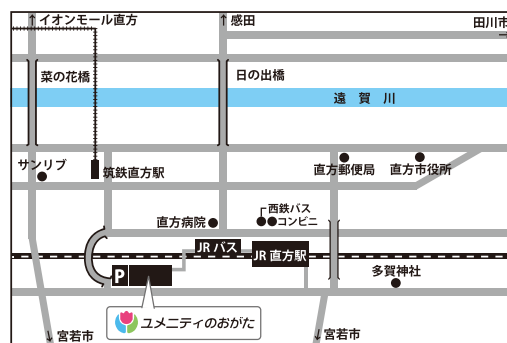 ↑イオンモール直方
↑感田
田川市
→
菜の花橋
日の出橋
遠賀川
サンリブ
筑鉄直方駅
直方郵便局
直方市役所
直方病院
西鉄バス
コンビニ
JR バス
JR 直方駅
P
多賀神社
ユメニティのおがた
↓宮若市
↓宮若市